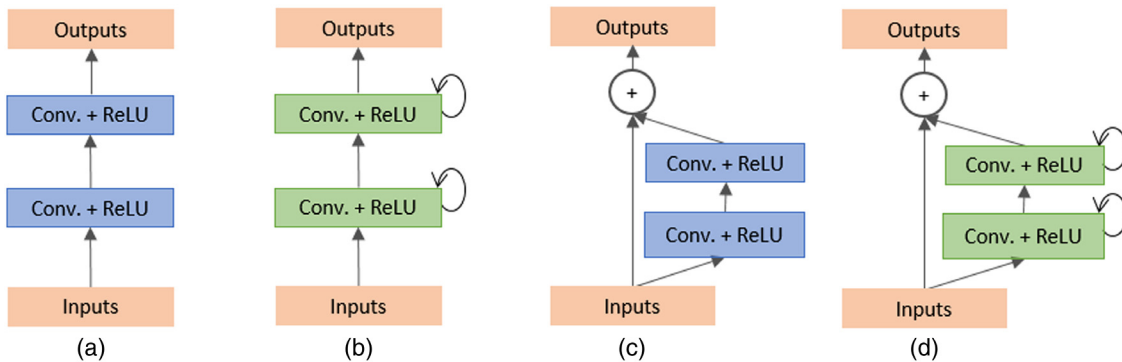 Outputs
Conv. + ReLU
Conv. + ReLU
Inputs
(a)
Outputs
Conv. + ReLU
Conv. + ReLU
Inputs
(b)
Outputs
+
Conv. + ReLU
Conv. + ReLU
Inputs
(c)
Outputs
+
Conv. + ReLU
Conv. + ReLU
Inputs
(d)